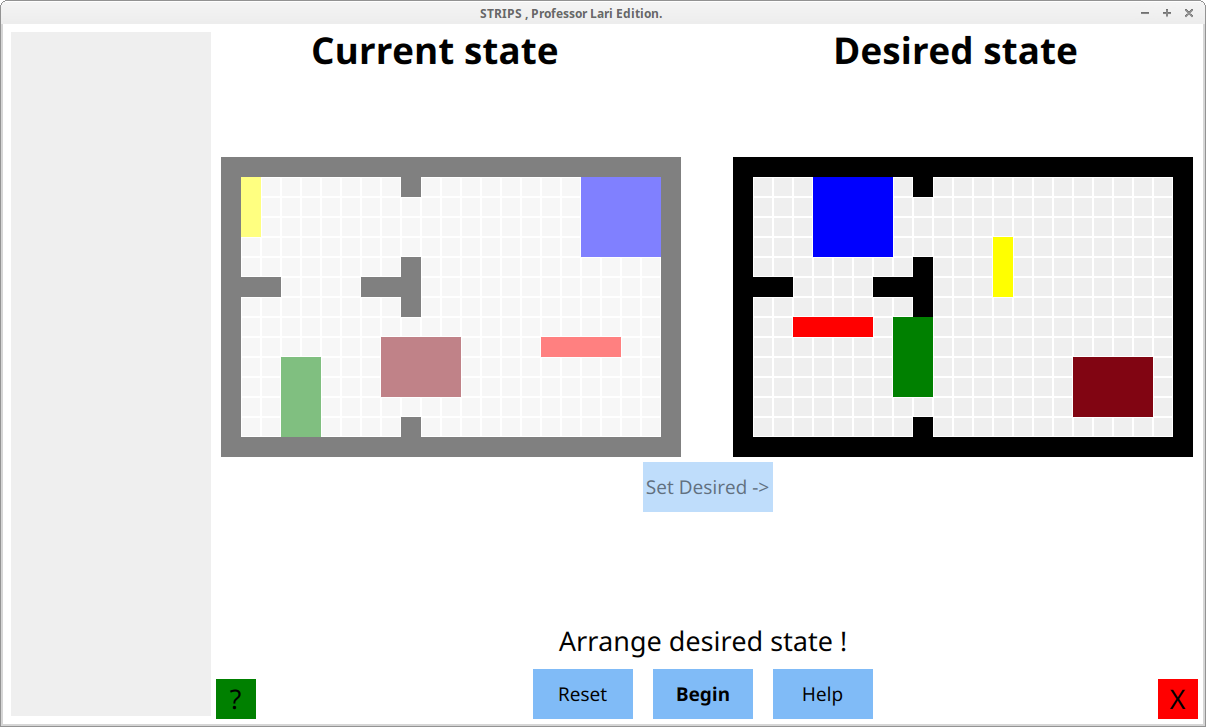 STRIPS , Professor Lari Edition.
Current state
Desired state
Set Desired ->
Arrange desired state !
Reset
Begin
Help
?
X